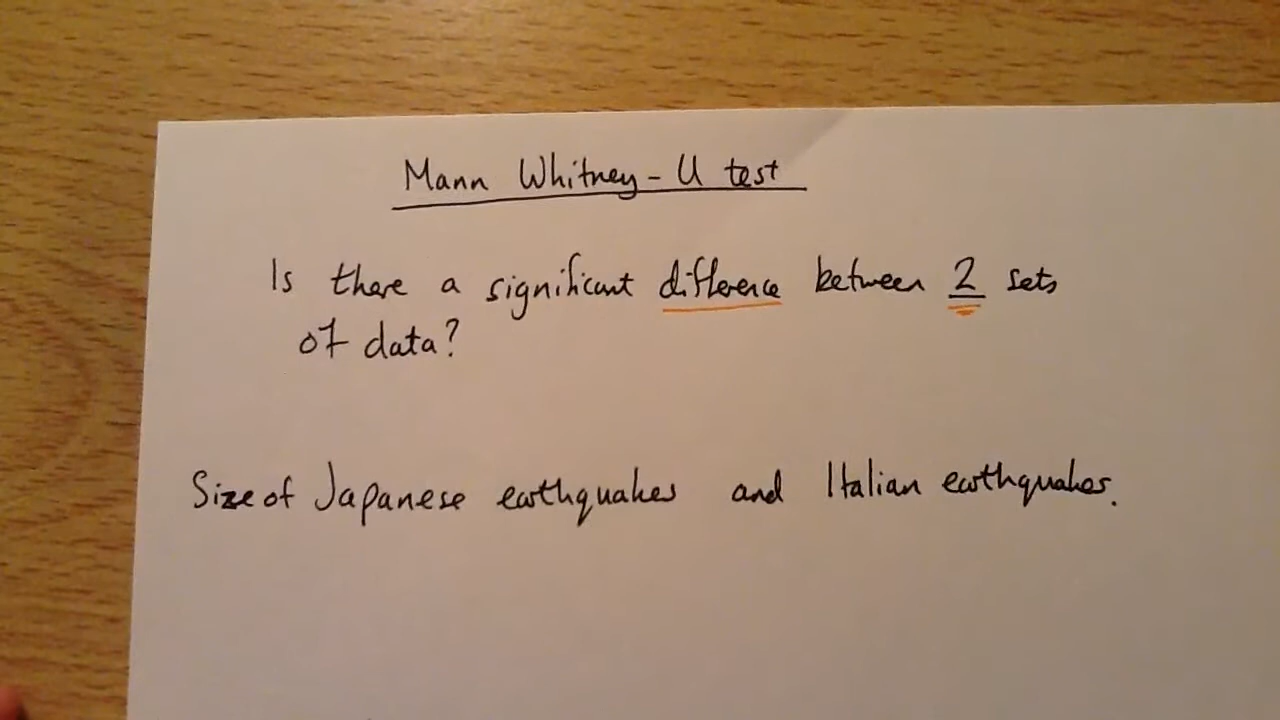 Mann Whitney - U test
Is there a significant difference between 2 sets
of data?
Size of Japanese earthquakes and Italian earthquakes.